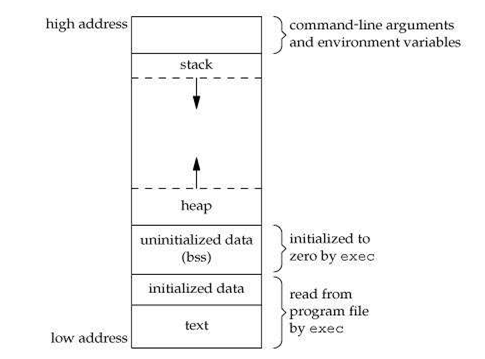 high address
command-line arguments
and environment variables
stack
heap
uninitialized data
(bss)
initialized to
zero by exec
initialized data
read from
program file
by exec
text
low address